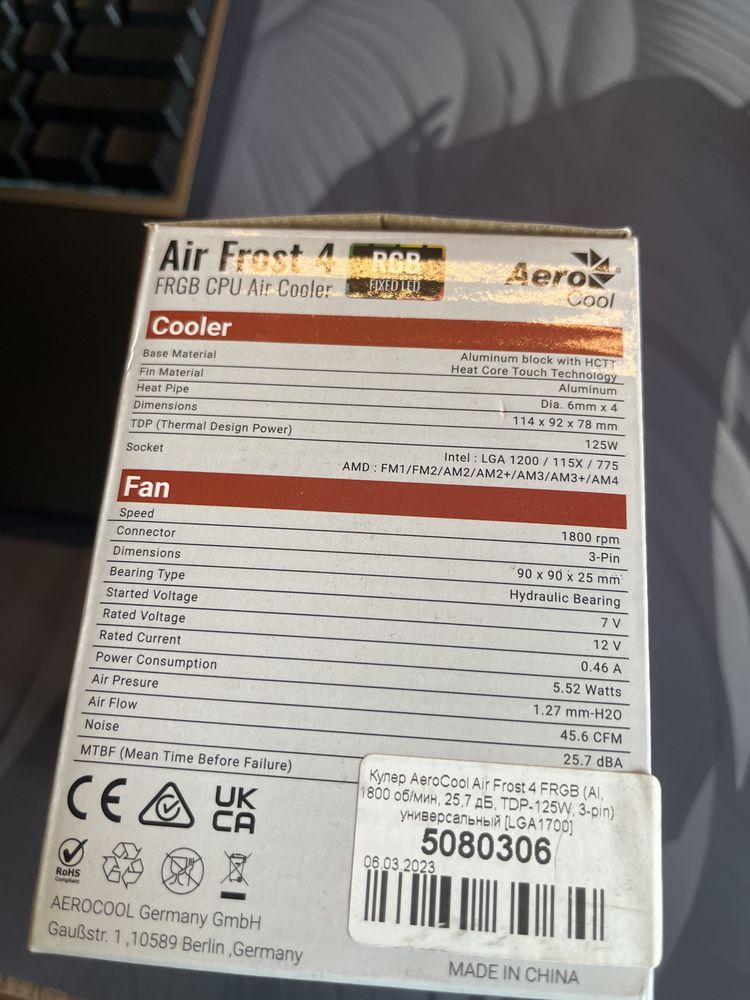 Air Frost 4 RGB
FIXED LED
FRGB CPU Air Cooler
Aero
Cool
Cooler
Base Material Aluminum block with HCTT
Heat Core Touch Technology
Fin Material Aluminum
Heat Pipe Dia. 6mm x 4
Dimensions 114 x 92 x 78 mm
TDP (Thermal Design Power) 125W
Socket Intel : LGA 1200 / 115X / 775
AMD : FM1/FM2/AM2/AM2+/AM3/AM3+/AM4
Fan
Speed 1800 rpm
Connector 3-Pin
Dimensions 90 x 90 x 25 mm
Bearing Type Hydraulic Bearing
Started Voltage 7 V
Rated Voltage 12 V
Rated Current 0.46 A
Power Consumption 5.52 Watts
Air Presure 1.27 mm-H2O
Air Flow 45.6 CFM
Noise 25.7 dBA
MTBF (Mean Time Before Failure)
CE UK
CA
RoHS
Compliant
AEROCOOL Germany GmbH
Gaußstr. 1 ,10589 Berlin ,Germany
Кулер AeroCool Air Frost 4 FRGB (Al,
1800 об/мин, 25,7 дБ, TDP-125W, 3-pin)
универсальный [LGA1700]
5080306
06.03.2023
MADE IN CHINA